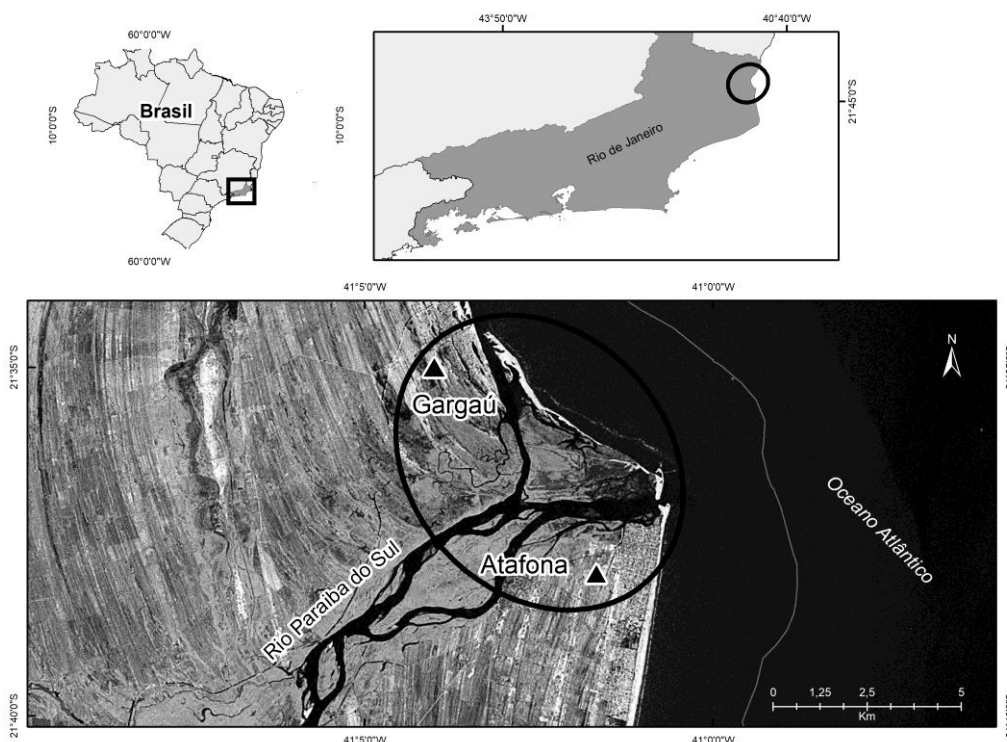 60°0'0"W
43°50'0"W
40°40'0"W
Brasil
10°0'0"S
10°0'0"S
Rio de Janeiro
21°45'0"S
60°0'0"W
41°5'0"W
41°0'0"W
N
21°35'0"S
Gargaú
Oceano Atlântico
Rio Paraiba do Sul
Atafona
0 1,25 2,5 5
Km
21°40'0"S
41°5'0"W
41°0'0"W